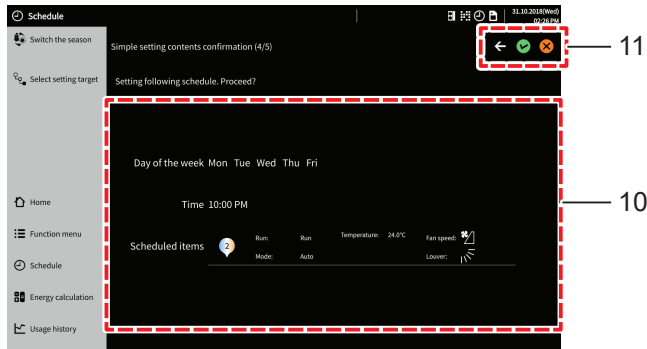 Schedule
31.10.2018(Wed)
02:26 PM
Switch the season
Simple setting contents confirmation (4/5)
11
Select setting target
Setting following schedule. Proceed?
Day of the week Mon Tue Wed Thu Fri
Home
Time 10:00 PM
10
Function menu
Scheduled items 2 Run: Run Temperature: 24.0°C Fan speed:
Mode: Auto Louver:
Schedule
Energy calculation
Usage history